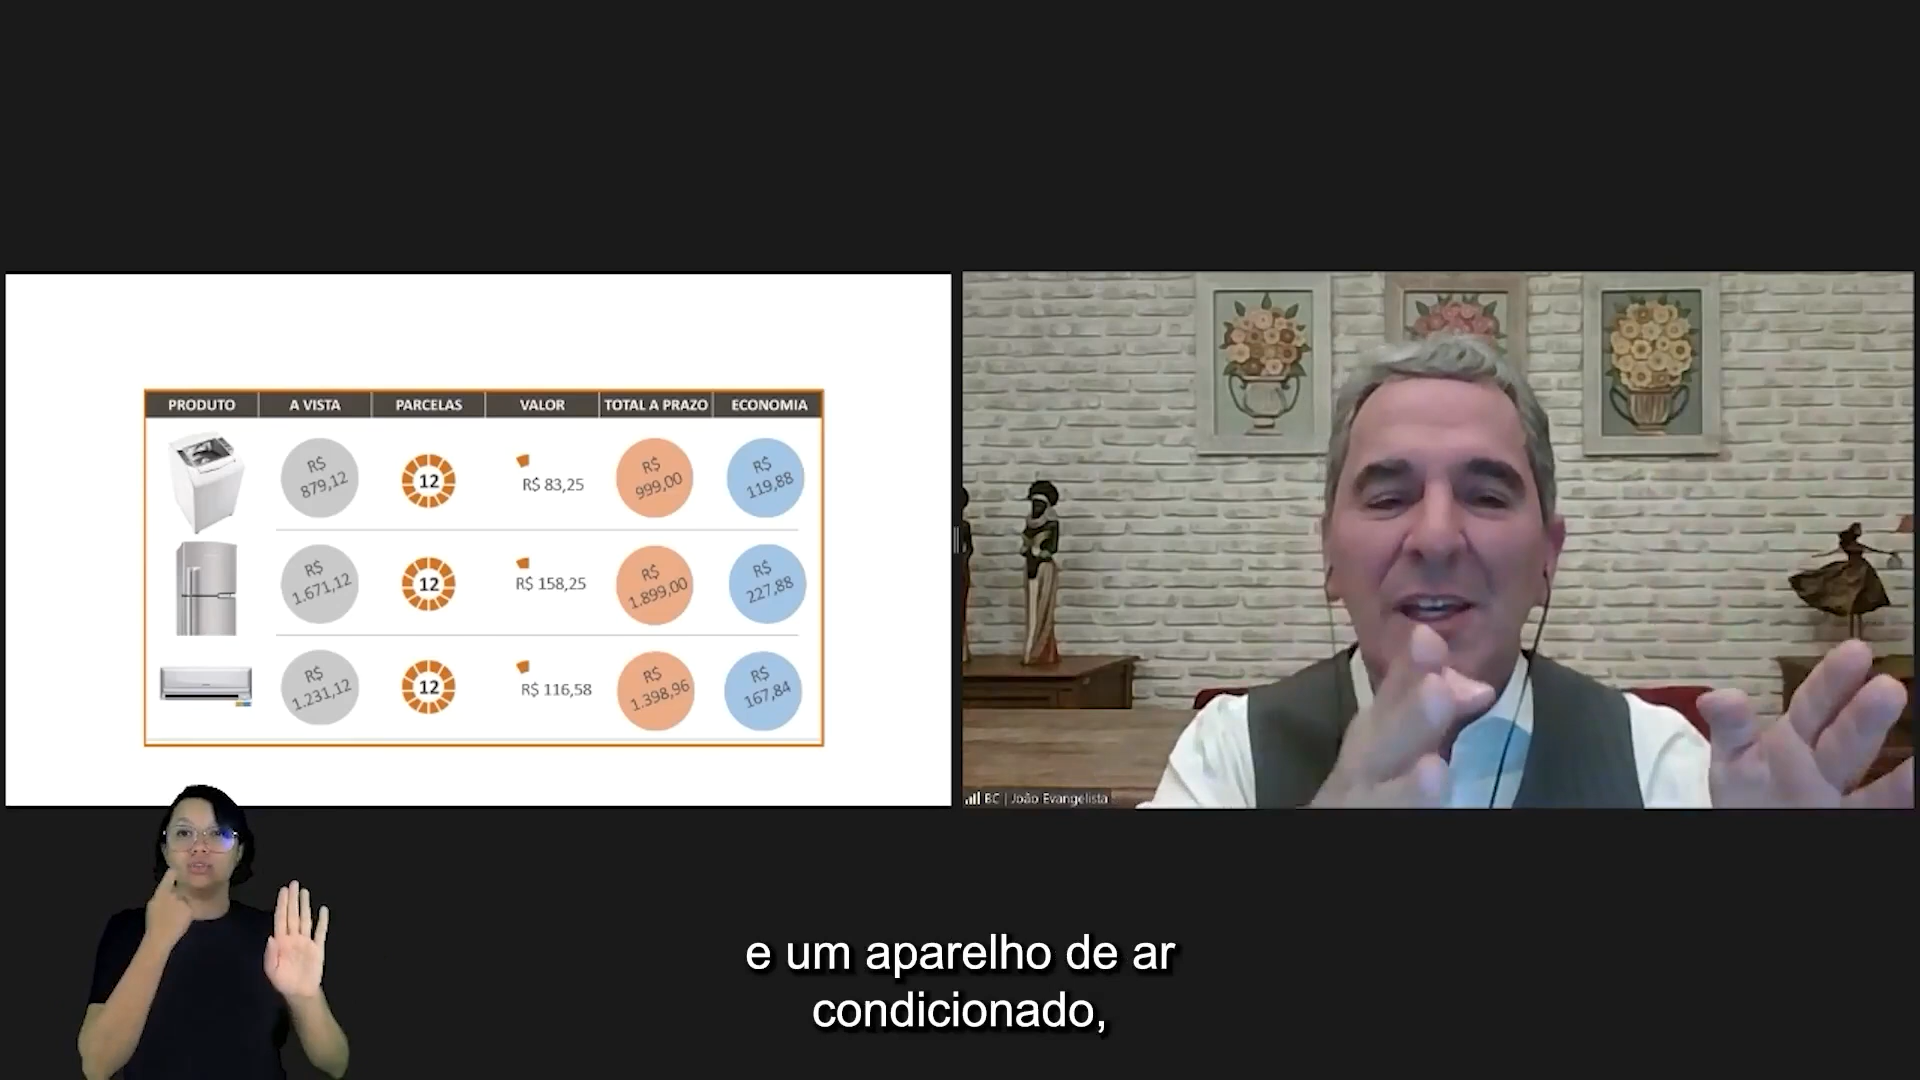 PRODUTO A VISTA PARCELAS VALOR TOTAL A PRAZO ECONOMIA
R$ 879,12 12 R$ 83,25 R$ 999,00 R$ 119,88
R$ 1.671,12 12 R$ 158,25 R$ 1.899,00 R$ 227,88
R$ 1.231,12 12 R$ 116,58 R$ 1.398,96 R$ 167,84
BC | João Evangelista
e um aparelho de ar
condicionado,